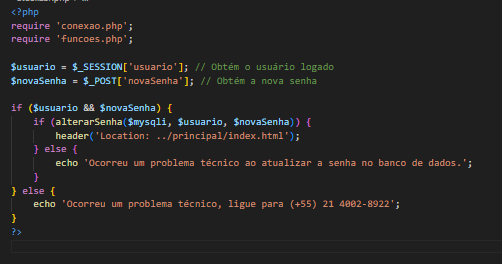 <?php
require 'conexao.php';
require 'funcoes.php';
$usuario = $_SESSION['usuario']; // Obtém o usuário logado
$novaSenha = $_POST['novaSenha']; // Obtém a nova senha
if ($usuario && $novaSenha) {
if (alterarSenha($mysqli, $usuario, $novaSenha)) {
header('Location: ../principal/index.html');
} else {
echo 'Ocorreu um problema técnico ao atualizar a senha no banco de dados.';
}
} else {
echo 'Ocorreu um problema técnico, ligue para (+55) 21 4002-8922';
}
?>